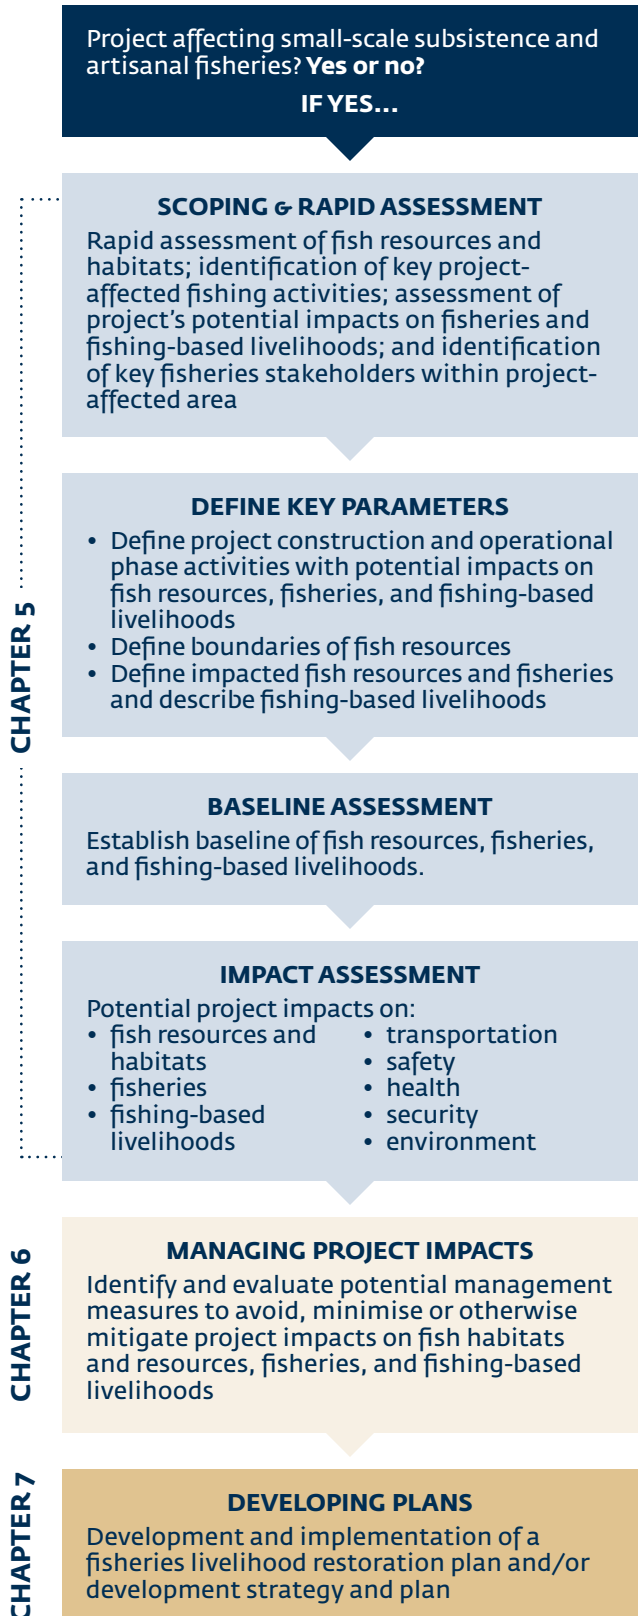 Project affecting small-scale subsistence and
artisanal fisheries? Yes or no?
IF YES...
CHAPTER 5
SCOPING & RAPID ASSESSMENT
Rapid assessment of fish resources and
habitats; identification of key project-
affected fishing activities; assessment of
project's potential impacts on fisheries and
fishing-based livelihoods; and identification
of key fisheries stakeholders within project-
affected area
DEFINE KEY PARAMETERS
• Define project construction and operational
phase activities with potential impacts on
fish resources, fisheries, and fishing-based
livelihoods
• Define boundaries of fish resources
• Define impacted fish resources and fisheries
and describe fishing-based livelihoods
BASELINE ASSESSMENT
Establish baseline of fish resources, fisheries,
and fishing-based livelihoods.
IMPACT ASSESSMENT
Potential project impacts on:
• fish resources and
habitats
• fisheries
• fishing-based
livelihoods
• transportation
• safety
• health
• security
• environment
CHAPTER 6
MANAGING PROJECT IMPACTS
Identify and evaluate potential management
measures to avoid, minimise or otherwise
mitigate project impacts on fish habitats
and resources, fisheries, and fishing-based
livelihoods
CHAPTER 7
DEVELOPING PLANS
Development and implementation of a
fisheries livelihood restoration plan and/or
development strategy and plan